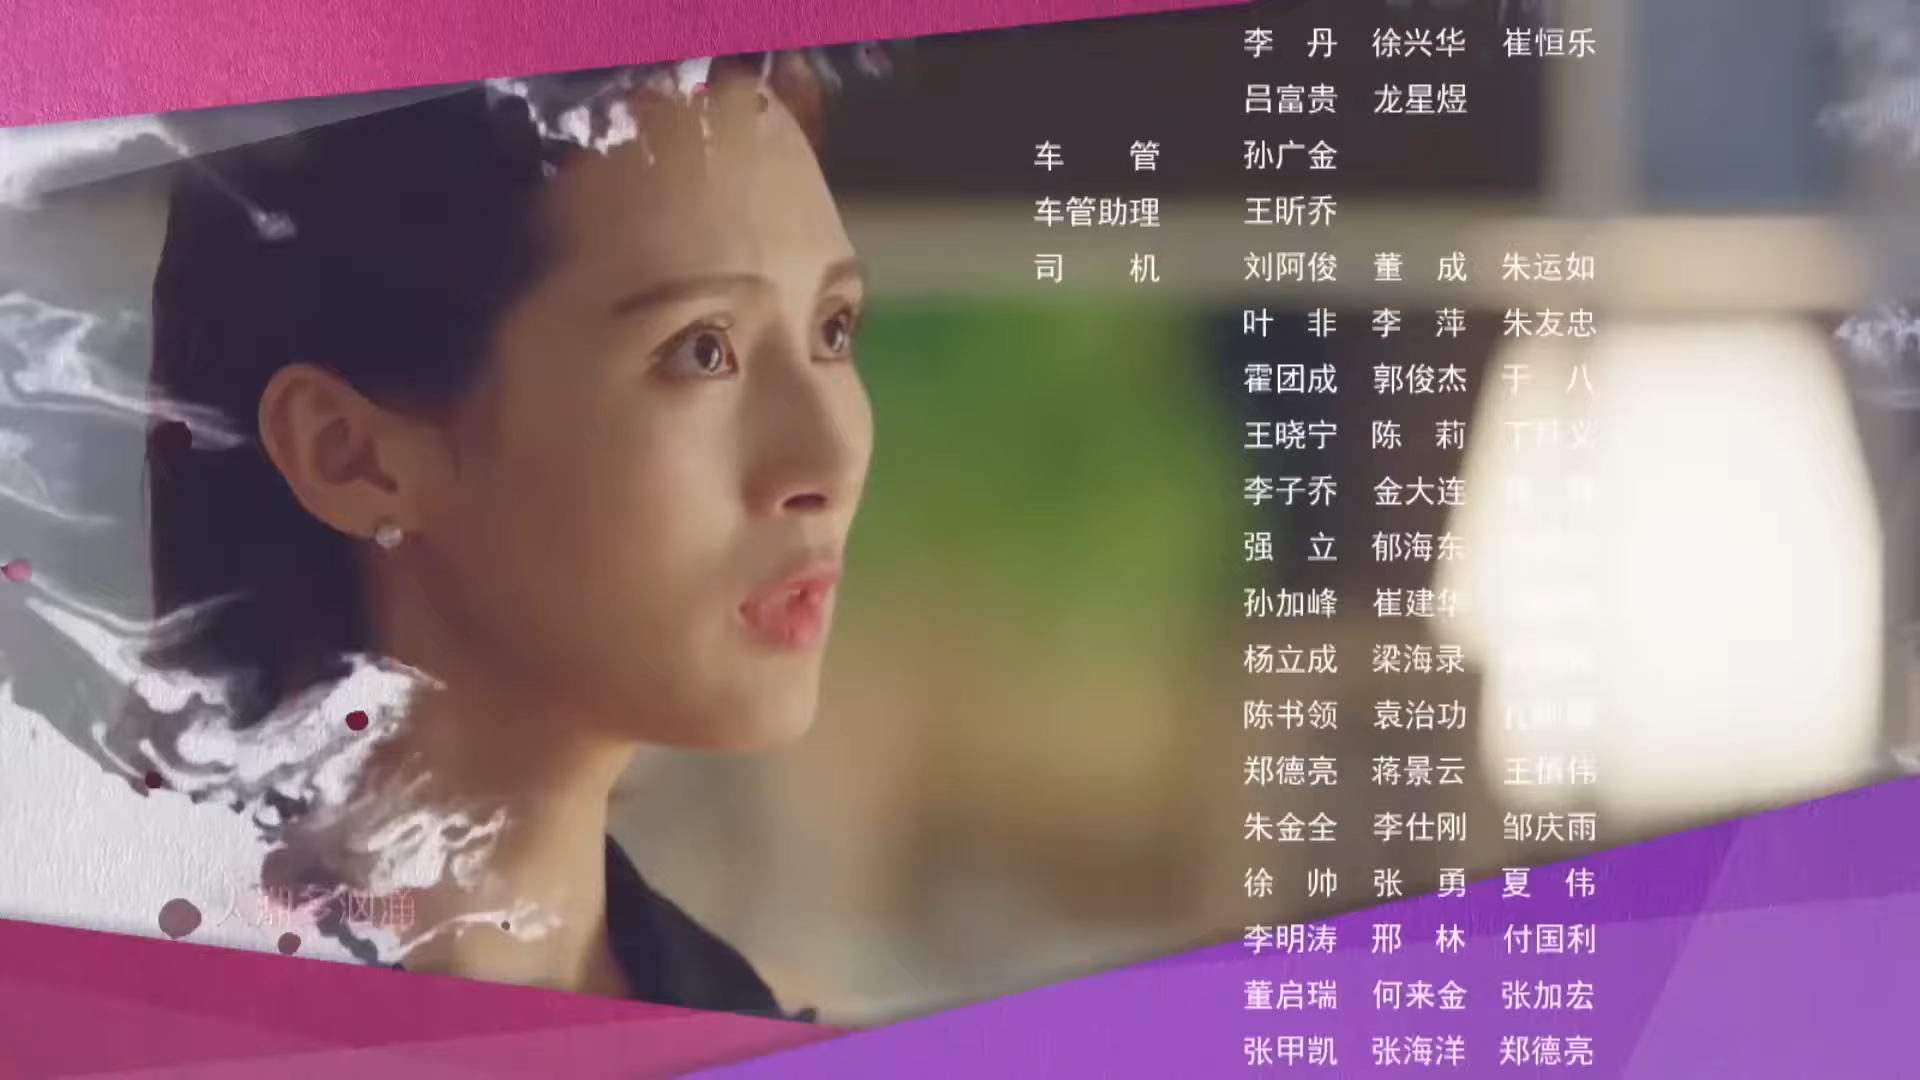 李 丹 徐兴华 崔恒乐
吕富贵 龙星煜
车 管 孙广金
车管助理 王昕乔
司 机 刘阿俊 董 成 朱运如
叶 非 李 萍 朱友忠
霍团成 郭俊杰 于 八
王晓宁 陈 莉
李子乔 金大连
强 立 郁海东
孙加峰 崔建华
杨立成 梁海录
陈书领 袁治功
郑德亮 蒋景云 王慎伟
朱金全 李仕刚 邹庆雨
徐 帅 张 勇 夏 伟
李明涛 邢 林 付国利
董启瑞 何来金 张加宏
张甲凯 张海洋 郑德亮